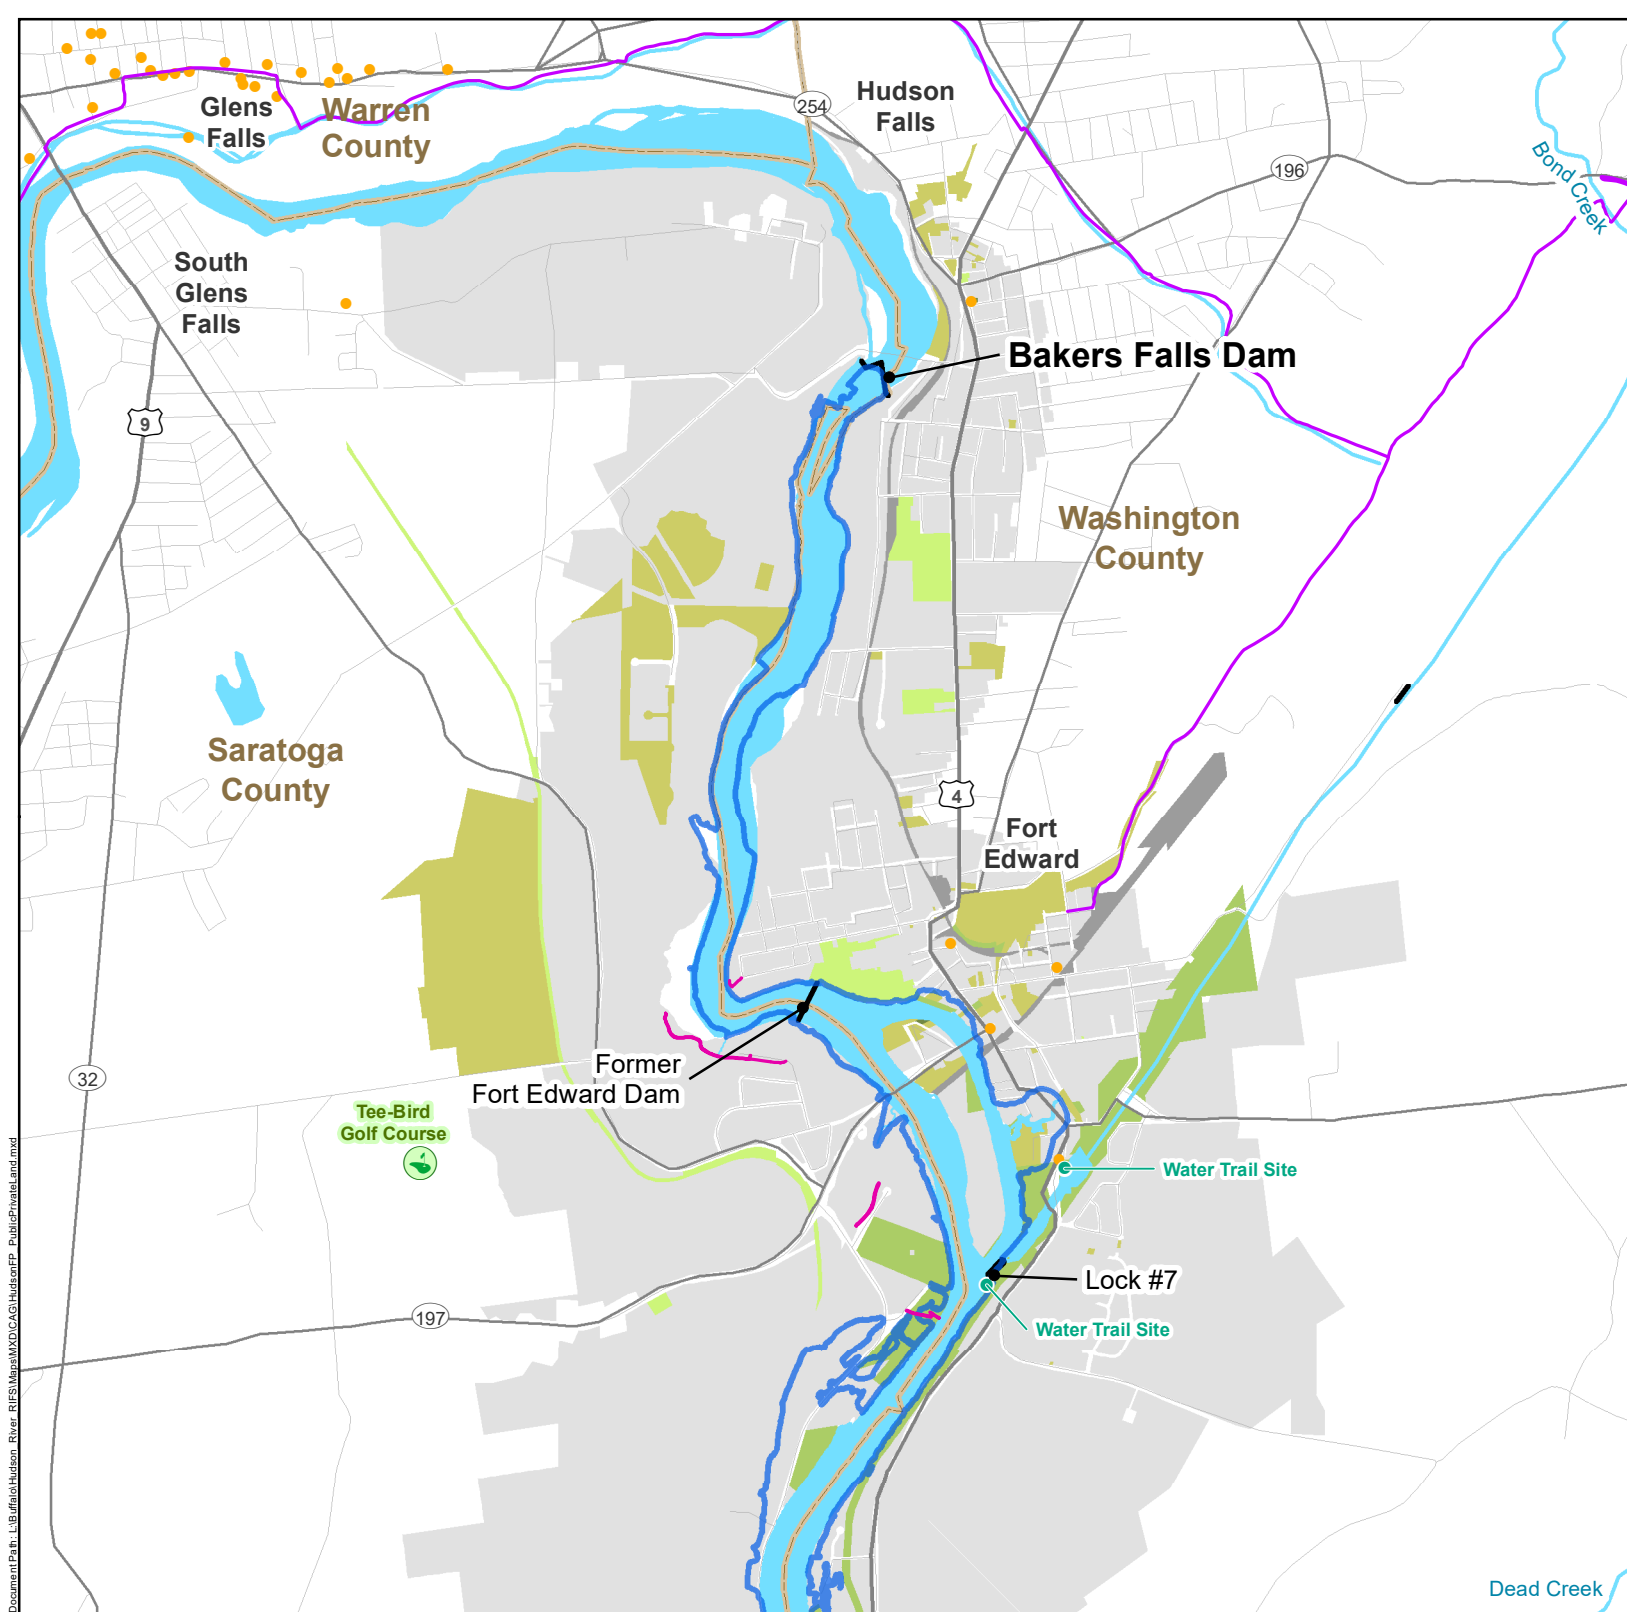 Glens
Falls
Warren
County
254
Hudson
Falls
196
Bond Creek
South
Glens
Falls
Bakers Falls Dam
9
Washington
County
Saratoga
County
4
Fort
Edward
Former
Fort Edward Dam
32
Tee-Bird
Golf Course
Water Trail Site
Lock #7
197
Water Trail Site
Dead Creek
Document Path: L:\Buffalo\Hudson_River_RIFS\Maps\MXD\CAG\HudsonFP_PublicPrivateLand.mxd